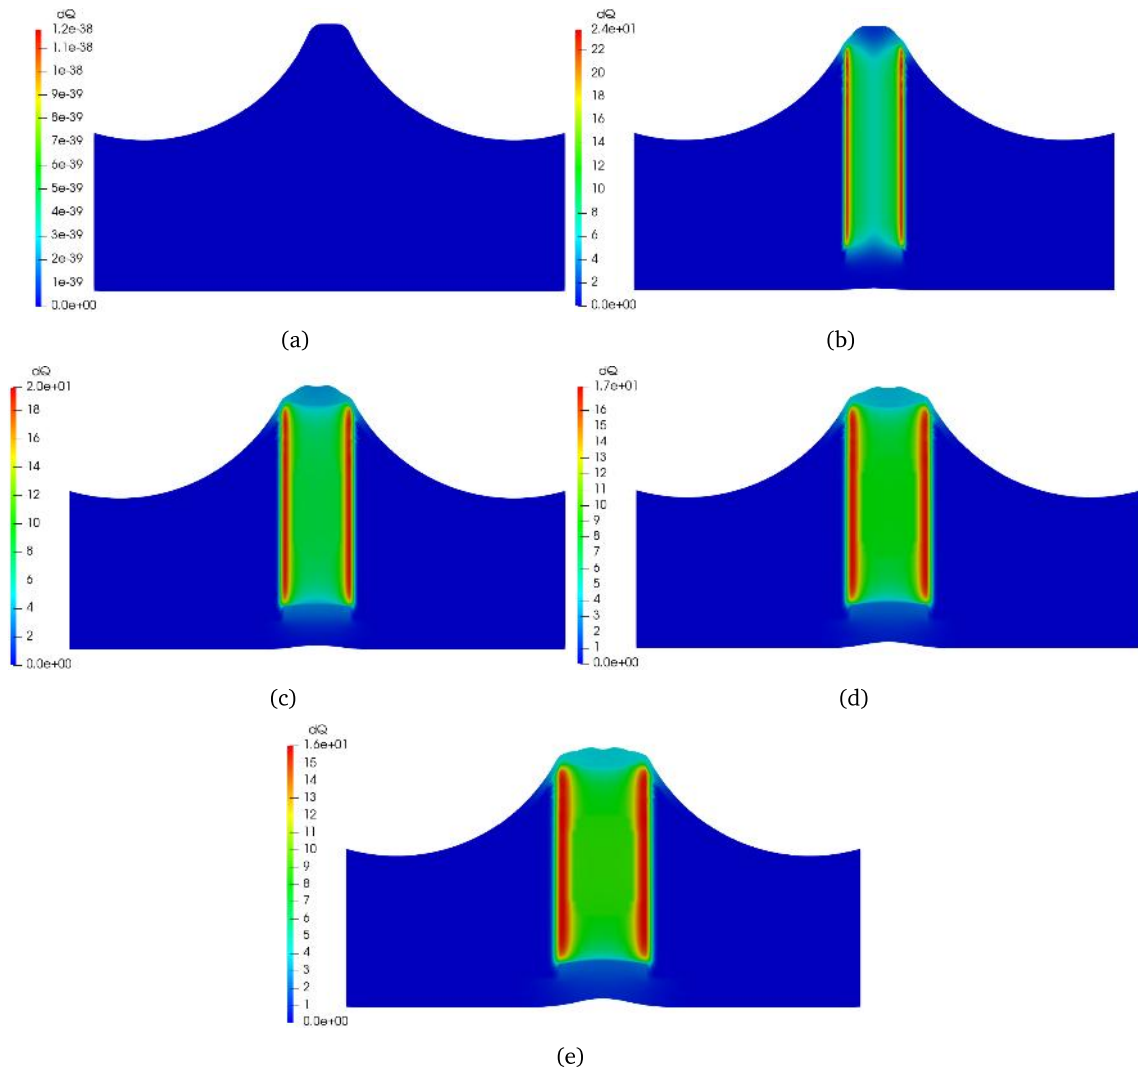 dQ
1.2e-38
1.1e-38
1e-38
9e-39
8e-39
7e-39
6e-39
5e-39
4e-39
3e-39
2e-39
1e-39
0.0e+00
(a)
dQ
2.4e+01
22
20
18
16
14
12
10
8
6
4
2
0.0e+00
(b)
dQ
2.0e+01
18
16
14
12
10
8
6
4
2
0.0e+00
(c)
dQ
1.7e+01
16
15
14
13
12
11
10
9
8
7
6
5
4
3
2
1
0.0e+00
(d)
dQ
1.6e+01
15
14
13
12
11
10
9
8
7
6
5
4
3
2
1
0.0e+00
(e)